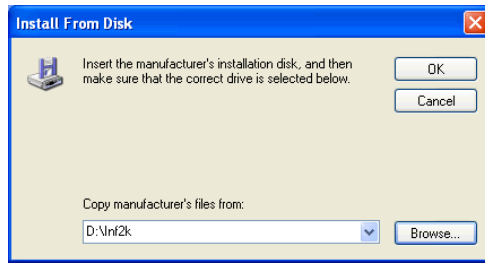 Install From Disk
Insert the manufacturer's installation disk, and then
make sure that the correct drive is selected below.
OK
Cancel
Copy manufacturer's files from:
D:\Inf2k
Browse...